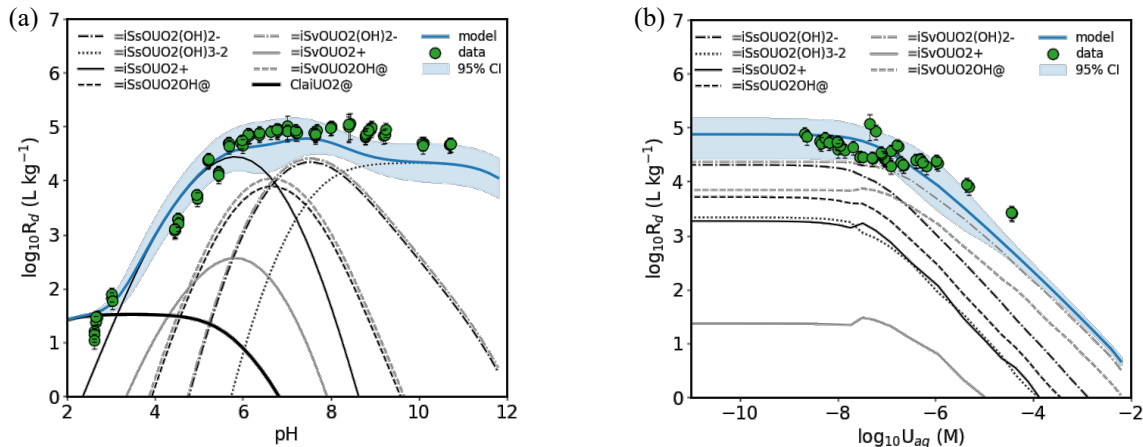 (a)
7
6
5
4
3
2
1
0
log10Rd (L kg−1)
=iSsOUO2(OH)2-
=iSsOUO2(OH)3-2
=iSsOUO2+
=iSsOUO2OH@
=iSvOUO2(OH)2-
=iSvOUO2+
=iSvOUO2OH@
ClaiUO2@
model
data
95% CI
2 4 6 8 10 12
pH
(b)
7
6
5
4
3
2
1
0
log10Rd (L kg−1)
=iSsOUO2(OH)2-
=iSsOUO2(OH)3-2
=iSsOUO2+
=iSsOUO2OH@
=iSvOUO2(OH)2-
=iSvOUO2+
=iSvOUO2OH@
model
data
95% CI
−10 −8 −6 −4 −2
log10Uaq (M)